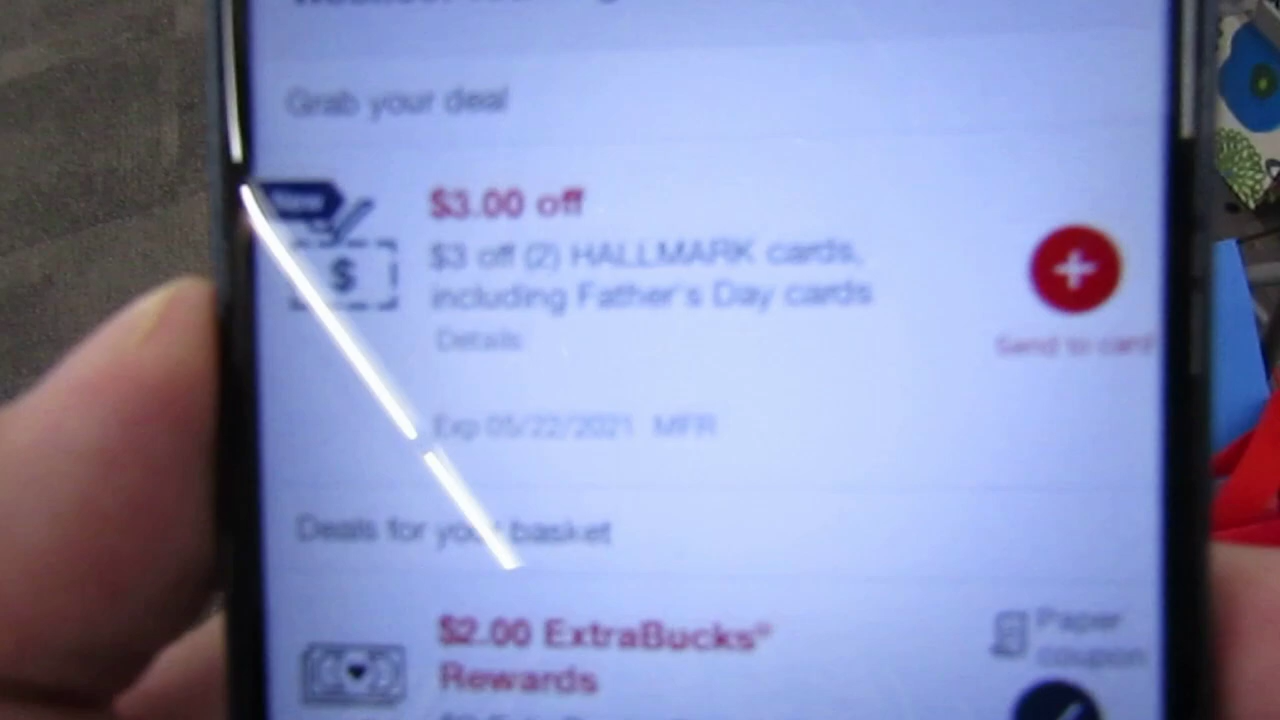 Grab your deal
New
$3.00 off
$
$3 off (2) HALLMARK cards,
including Father's Day cards
Details
Send to card
Exp 05/22/2021 MFR
Deals for your basket
$2.00 ExtraBucks®
Rewards
Paper
coupon